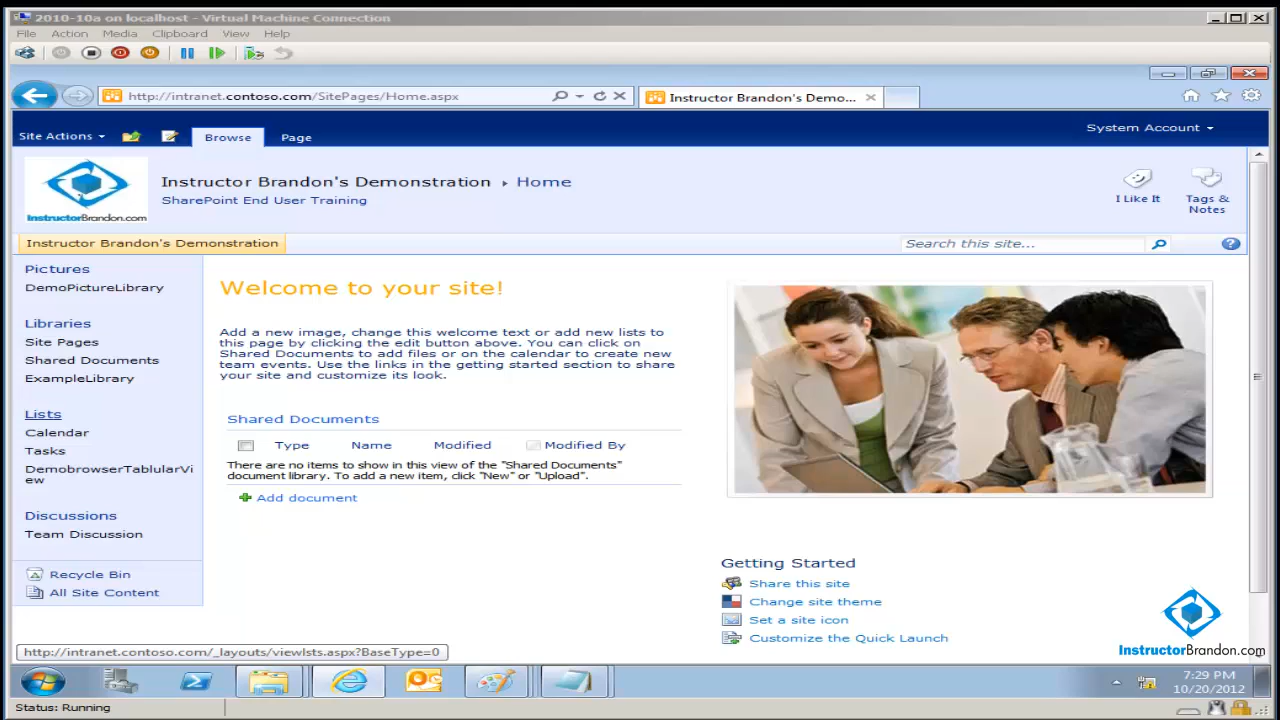 2010-10a on localhost - Virtual Machine Connection
File Action Media Clipboard View Help
http://intranet.contoso.com/SitePages/Home.aspx
Instructor Brandon's Demo...
Site Actions
Browse
Page
System Account
InstructorBrandon.com
Instructor Brandon's Demonstration Home
SharePoint End User Training
I Like It
Tags &
Notes
Instructor Brandon's Demonstration
Search this site...
Pictures
DemoPictureLibrary
Libraries
Site Pages
Shared Documents
ExampleLibrary
Lists
Calendar
Tasks
DemobrowserTablularVi
ew
Discussions
Team Discussion
Recycle Bin
All Site Content
Welcome to your site!
Add a new image, change this welcome text or add new lists to
this page by clicking the edit button above. You can click on
Shared Documents to add files or on the calendar to create new
team events. Use the links in the getting started section to share
your site and customize its look.
Shared Documents
Type Name Modified Modified By
There are no items to show in this view of the "Shared Documents"
document library. To add a new item, click "New" or "Upload".
Add document
Getting Started
Share this site
Change site theme
Set a site icon
Customize the Quick Launch
InstructorBrandon.com
http://intranet.contoso.com/_layouts/viewlsts.aspx?BaseType=0
7:29 PM
10/20/2012
Status: Running